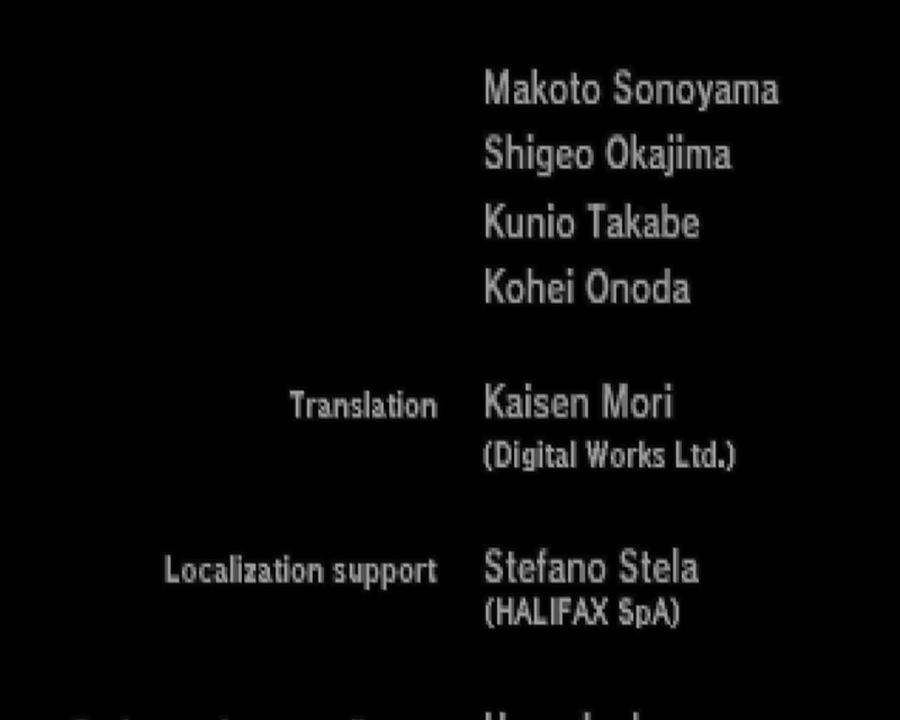 Makoto Sonoyama
Shigeo Okajima
Kunio Takabe
Kohei Onoda
Translation Kaisen Mori
(Digital Works Ltd.)
Localization support Stefano Stela
(HALIFAX SpA)